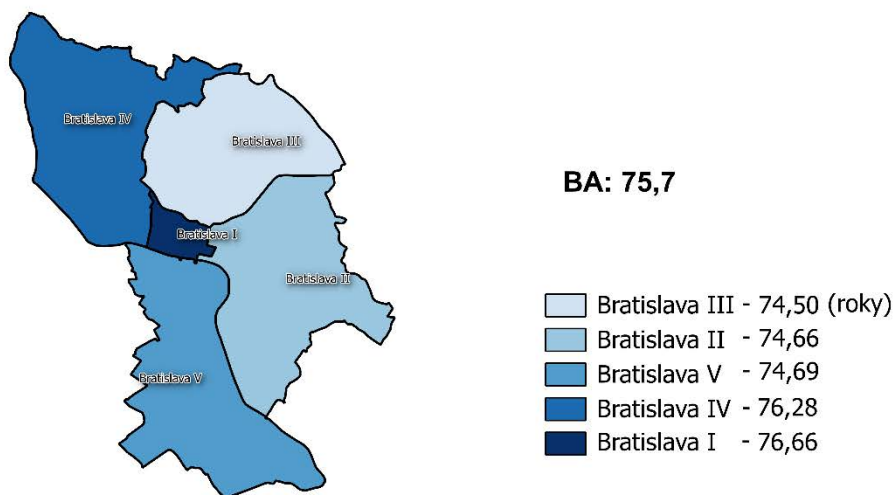 Bratislava IV
Bratislava III
Bratislava I
Bratislava II
Bratislava V
BA: 75,7
Bratislava III - 74,50 (roky)
Bratislava II - 74,66
Bratislava V - 74,69
Bratislava IV - 76,28
Bratislava I - 76,66